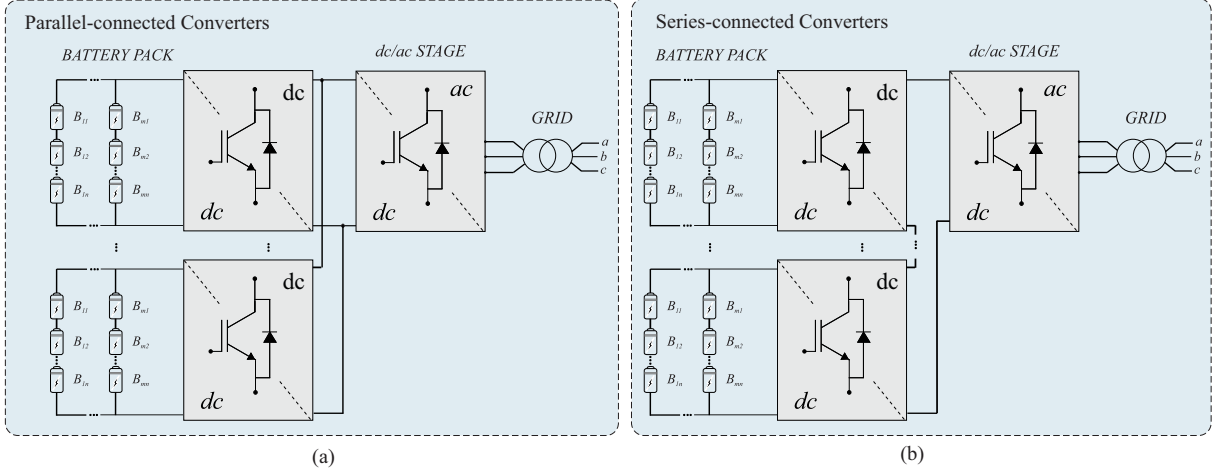 Parallel-connected Converters
BATTERY PACK
dc/ac STAGE
dc
ac
GRID
B11
Bm1
a
B12
Bm2
b
c
B1n
Bmn
dc
dc
dc
B11
Bm1
B12
Bm2
B1n
Bmn
dc
(a)
Series-connected Converters
BATTERY PACK
dc/ac STAGE
dc
ac
GRID
B11
Bm1
a
B12
Bm2
b
c
B1n
Bmn
dc
dc
dc
B11
Bm1
B12
Bm2
B1n
Bmn
dc
(b)